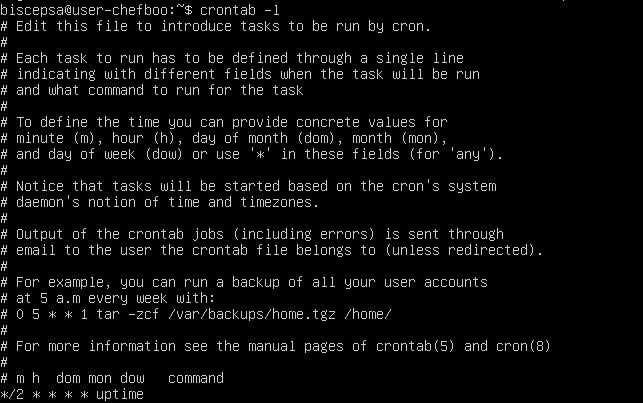 biscepsa@user-chefboo:~$ crontab -l
# Edit this file to introduce tasks to be run by cron.
#
# Each task to run has to be defined through a single line
# indicating with different fields when the task will be run
# and what command to run for the task
#
# To define the time you can provide concrete values for
# minute (m), hour (h), day of month (dom), month (mon),
# and day of week (dow) or use '*' in these fields (for 'any').
#
# Notice that tasks will be started based on the cron's system
# daemon's notion of time and timezones.
#
# Output of the crontab jobs (including errors) is sent through
# email to the user the crontab file belongs to (unless redirected).
#
# For example, you can run a backup of all your user accounts
# at 5 a.m every week with:
# 0 5 * * 1 tar -zcf /var/backups/home.tgz /home/
#
# For more information see the manual pages of crontab(5) and cron(8)
#
# m h  dom mon dow   command
*/2 * * * * uptime